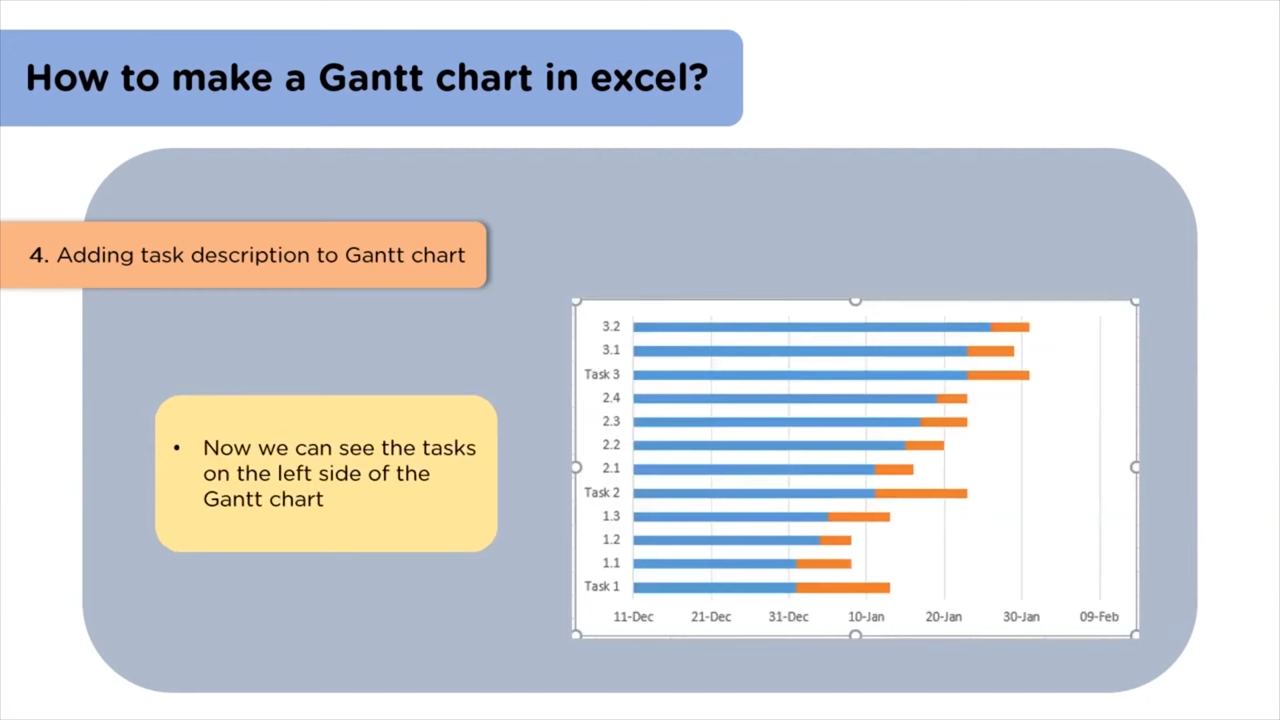 How to make a Gantt chart in excel?
4. Adding task description to Gantt chart
• Now we can see the tasks
on the left side of the
Gantt chart
3.2
3.1
Task 3
2.4
2.3
2.2
2.1
Task 2
1.3
1.2
1.1
Task 1
11-Dec 21-Dec 31-Dec 10-Jan 20-Jan 30-Jan 09-Feb